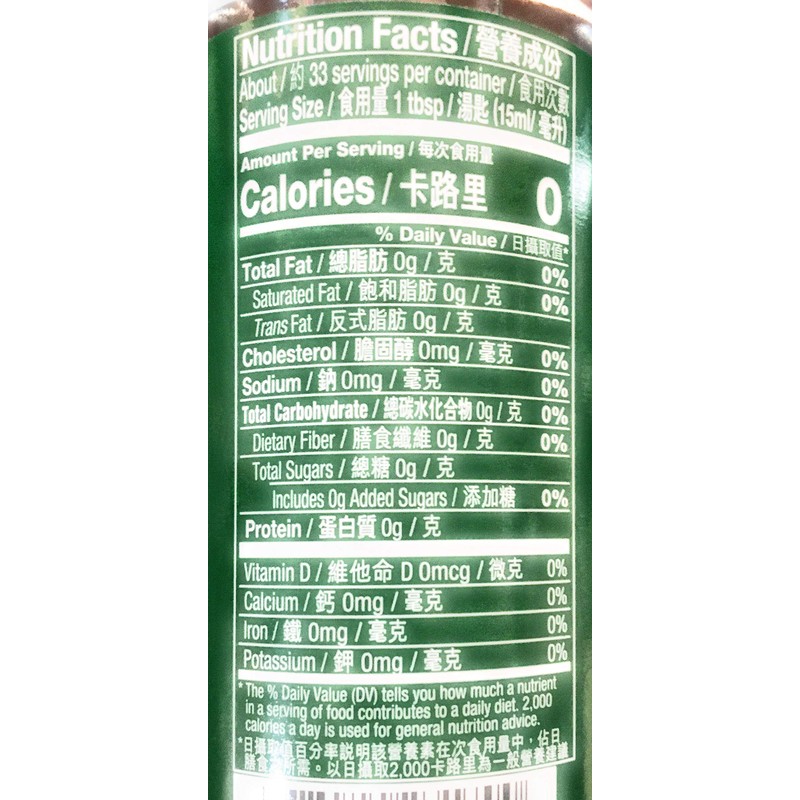 Nutrition Facts / 營養成份
About / 約 33 servings per container / 食用次數
Serving Size / 食用量 1 tbsp / 湯匙 (15ml/ 毫升)
Amount Per Serving / 每次食用量
Calories / 卡路里 0
% Daily Value / 日攝取值*
Total Fat / 總脂肪 0g / 克 0%
Saturated Fat / 飽和脂肪 0g / 克 0%
Trans Fat / 反式脂肪 0g / 克
Cholesterol / 膽固醇 0mg / 毫克 0%
Sodium / 鈉 0mg / 毫克 0%
Total Carbohydrate / 總碳水化合物 0g / 克 0%
Dietary Fiber / 膳食纖維 0g / 克 0%
Total Sugars / 總糖 0g / 克
Includes 0g Added Sugars / 添加糖 0%
Protein / 蛋白質 0g / 克
Vitamin D / 維他命 D 0mcg / 微克 0%
Calcium / 鈣 0mg / 毫克 0%
Iron / 鐵 0mg / 毫克 0%
Potassium / 鉀 0mg / 毫克 0%
* The % Daily Value (DV) tells you how much a nutrient
in a serving of food contributes to a daily diet. 2,000
calories a day is used for general nutrition advice.
*日攝取值百分率説明該營養素在次食用量中，佔日
膳食 所需。以日攝取2,000卡路里為一般營養建議